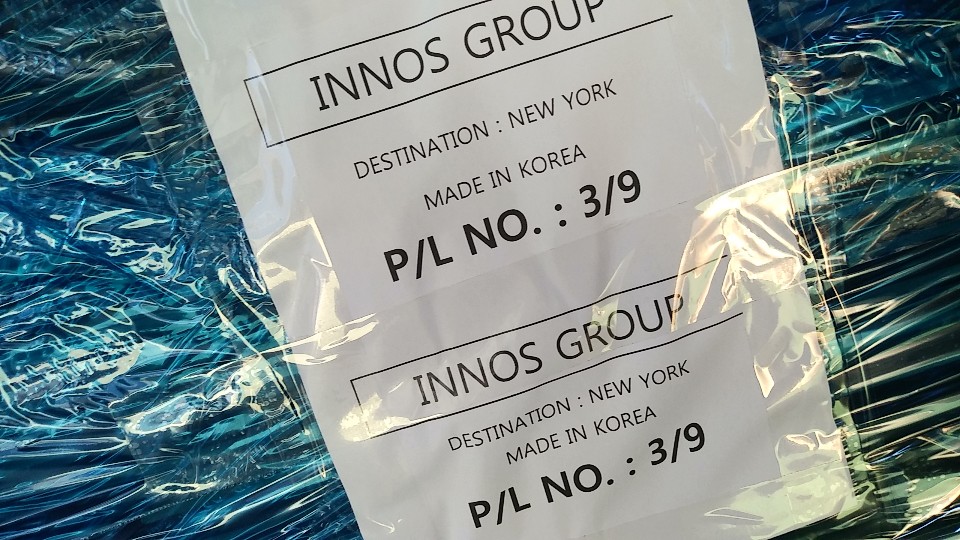 INNOS GROUP
DESTINATION : NEW YORK
MADE IN KOREA
P/L NO. : 3/9
INNOS GROUP
DESTINATION : NEW YORK
MADE IN KOREA
P/L NO. : 3/9